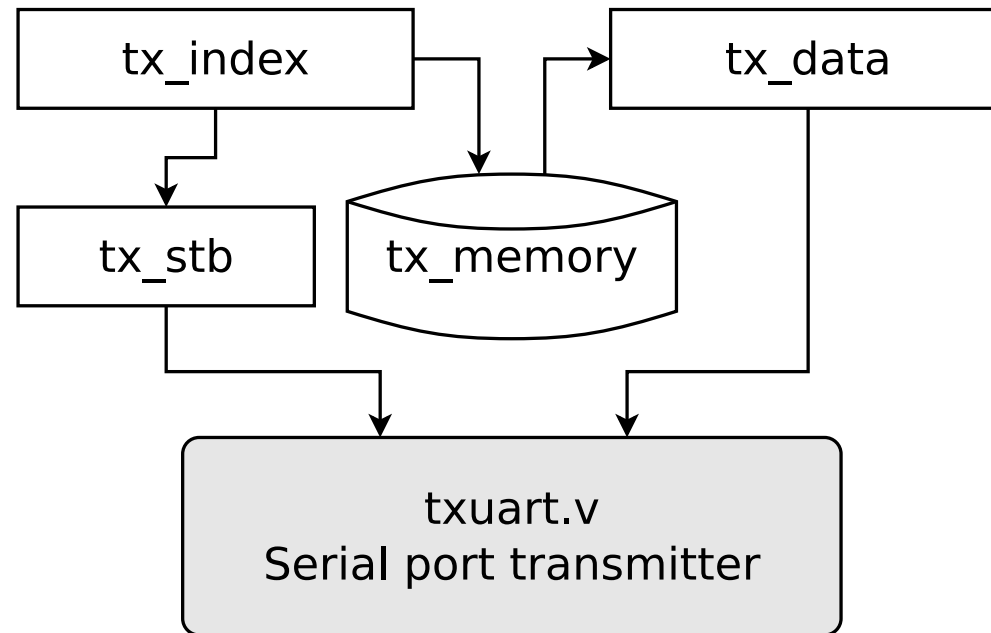 tx_index
tx_data
tx_stb
tx_memory
txuart.v
Serial port transmitter